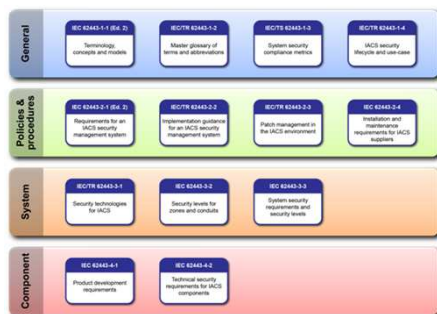 General
IEC 62443-1-1 (Ed. 2)
Terminology,
concepts and models
IEC/TR 62443-1-2
Master glossary of
terms and abbreviations
IEC/TS 62443-1-3
System security
compliance metrics
IEC/TR 62443-1-4
IACS security
lifecycle and use-case
Policies &
procedures
IEC 62443-2-1 (Ed. 2)
Requirements for an
IACS security
management system
IEC/TR 62443-2-2
Implementation guidance
for an IACS security
management system
IEC/TR 62443-2-3
Patch management in
the IACS environment
IEC 62443-2-4
Installation and
maintenance
requirements for IACS
suppliers
System
IEC/TR 62443-3-1
Security technologies
for IACS
IEC 62443-3-2
Security levels for
zones and conduits
IEC 62443-3-3
System security
requirements and
security levels
Component
IEC 62443-4-1
Product development
requirements
IEC 62443-4-2
Technical security
requirements for IACS
components